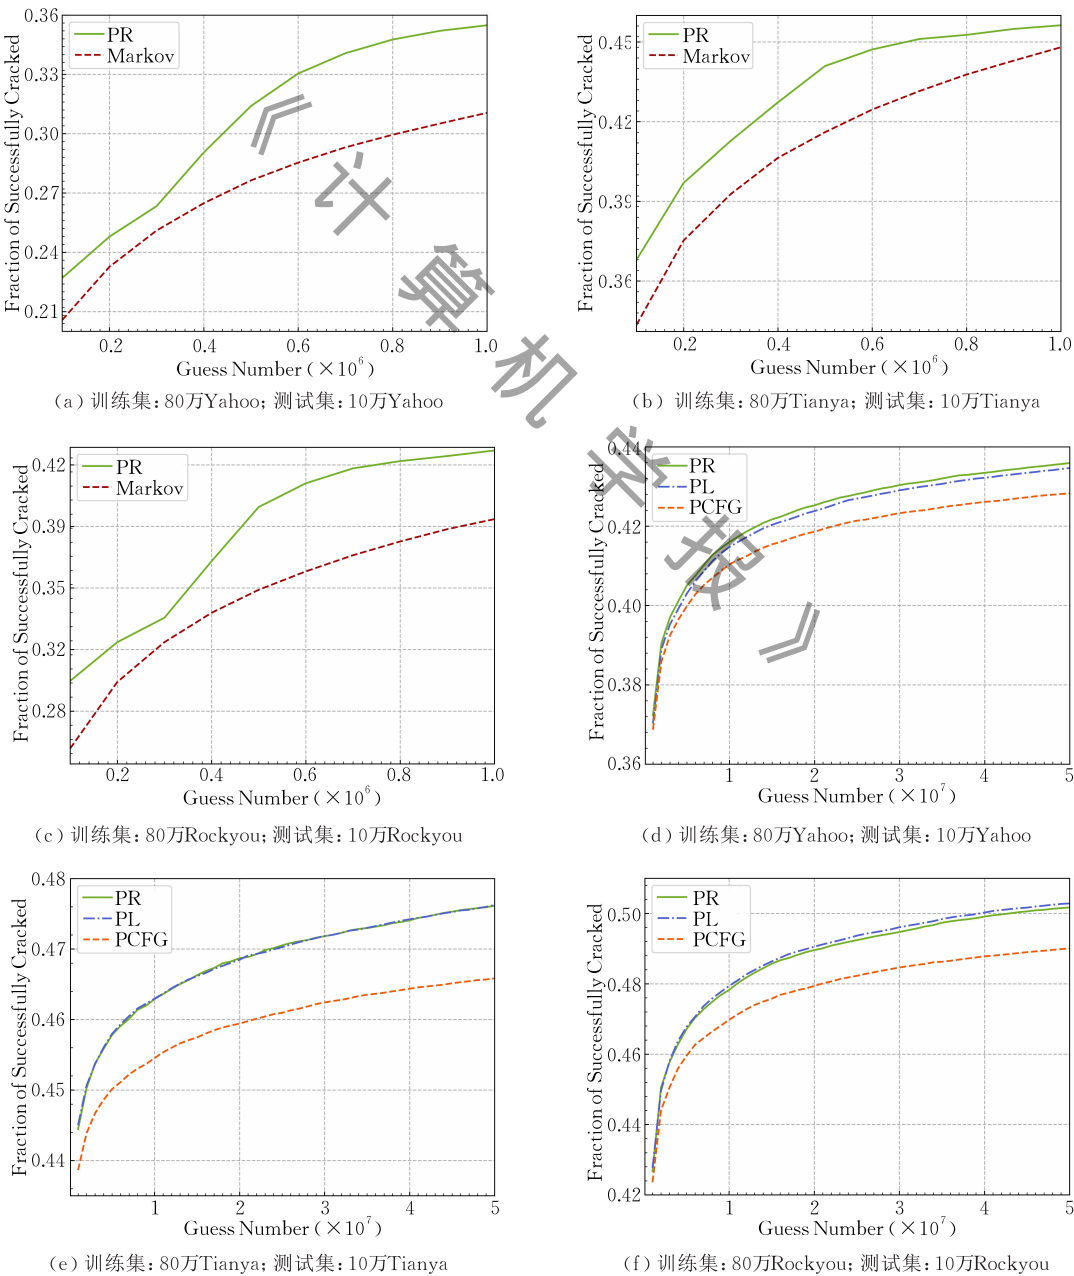 0.36
0.33
0.30
0.27
0.24
0.21
Fraction of Successfully Cracked
PR
Markov
0.2 0.4 0.6 0.8 1.0
Guess Number (×10⁶)
(a) 训练集: 80万Yahoo; 测试集: 10万Yahoo
0.45
0.42
0.39
0.36
Fraction of Successfully Cracked
PR
Markov
0.2 0.4 0.6 0.8 1.0
Guess Number (×10⁶)
(b) 训练集: 80万Tianya; 测试集: 10万Tianya
0.42
0.39
0.35
0.32
0.28
Fraction of Successfully Cracked
PR
Markov
0.2 0.4 0.6 0.8 1.0
Guess Number (×10⁶)
(c) 训练集: 80万Rockyou; 测试集: 10万Rockyou
0.44
0.42
0.40
0.38
0.36
Fraction of Successfully Cracked
PR
PL
PCFG
1 2 3 4 5
Guess Number (×10⁷)
(d) 训练集: 80万Yahoo; 测试集: 10万Yahoo
0.48
0.47
0.46
0.45
0.44
Fraction of Successfully Cracked
PR
PL
PCFG
1 2 3 4 5
Guess Number (×10⁷)
(e) 训练集: 80万Tianya; 测试集: 10万Tianya
0.50
0.48
0.46
0.44
0.42
Fraction of Successfully Cracked
PR
PL
PCFG
1 2 3 4 5
Guess Number (×10⁷)
(f) 训练集: 80万Rockyou; 测试集: 10万Rockyou
《计算机学报》